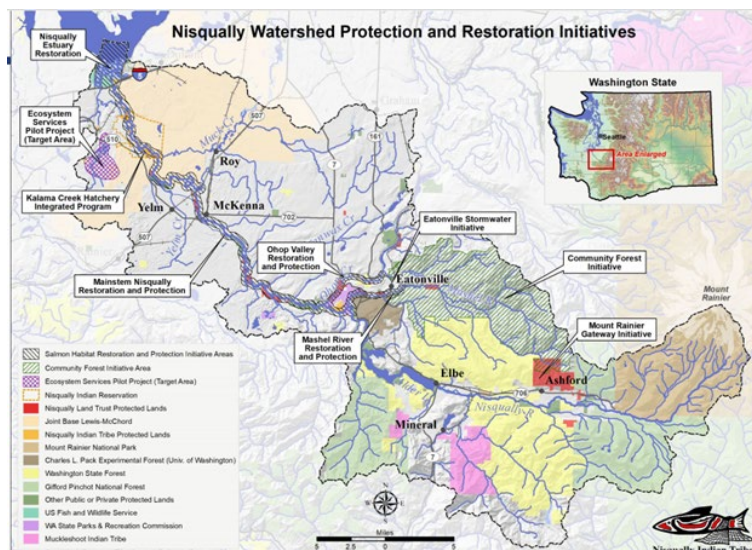 Nisqually Watershed Protection and Restoration Initiatives
Nisqually
Estuary
Restoration
Washington State
Seattle
Area Enlarged
Ecosystem
Services
Pilot Project
(Target Area)
510
507
161
7
Muck Cr
Roy
Kalama Creek Hatchery
Integrated Program
Yelm
McKenna
702
507
Eatonville
Stormwater
Initiative
Ohop Valley
Restoration
and Protection
Community Forest
Initiative
Mainstem Nisqually
Restoration and Protection
Eatonville
Mount
Rainier
Mashel River
Restoration
and Protection
Mount Rainier
Gateway Initiative
Elbe
Ashford
706
Nisqually R
Mineral
7
Salmon Habitat Restoration and Protection Initiative Areas
Community Forest Initiative Area
Ecosystem Services Pilot Project (Target Area)
Nisqually Indian Reservation
Nisqually Land Trust Protected Lands
Joint Base Lewis-McChord
Nisqually Indian Tribe Protected Lands
Mount Rainier National Park
Charles L. Pack Experimental Forest (Univ. of Washington)
Washington State Forest
Gifford Pinchot National Forest
Other Public or Private Protected Lands
US Fish and Wildlife Service
WA State Parks & Recreation Commission
Muckleshoot Indian Tribe
Miles
5 2.5 0 5
Nisqually Indian Tribe